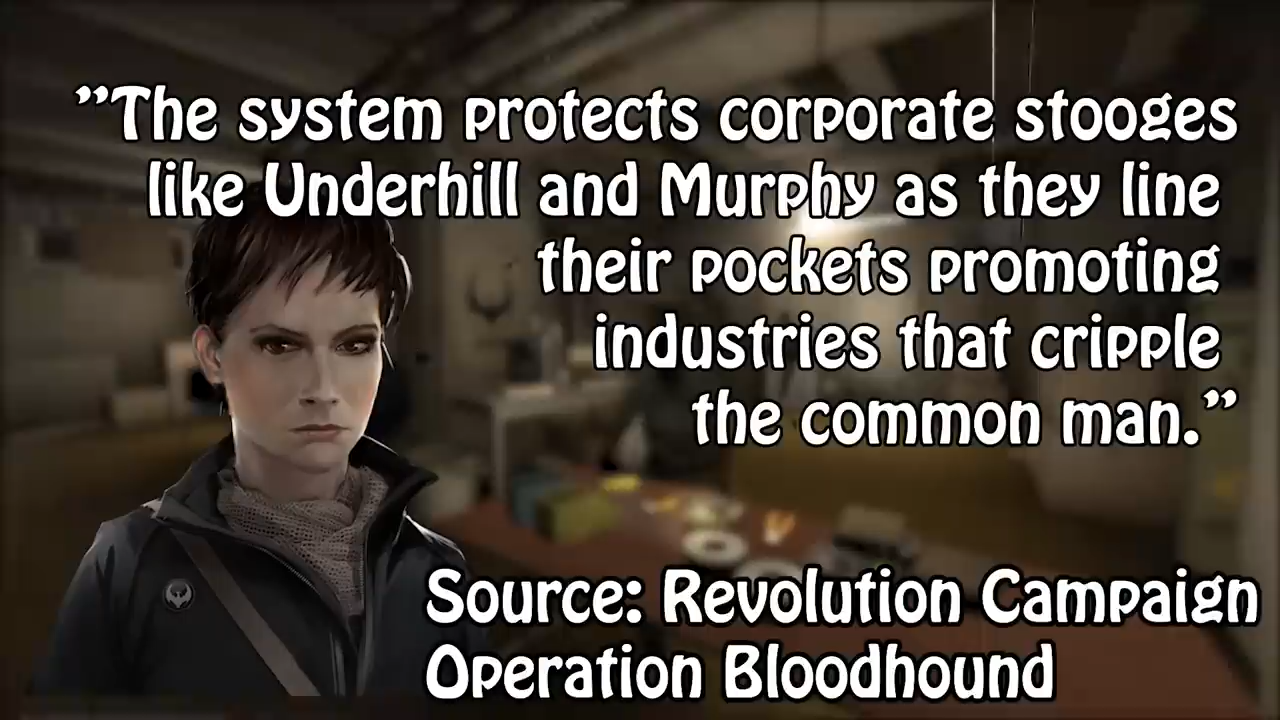 ”The system protects corporate stooges
like Underhill and Murphy as they line
their pockets promoting
industries that cripple
the common man.”
Source: Revolution Campaign
Operation Bloodhound